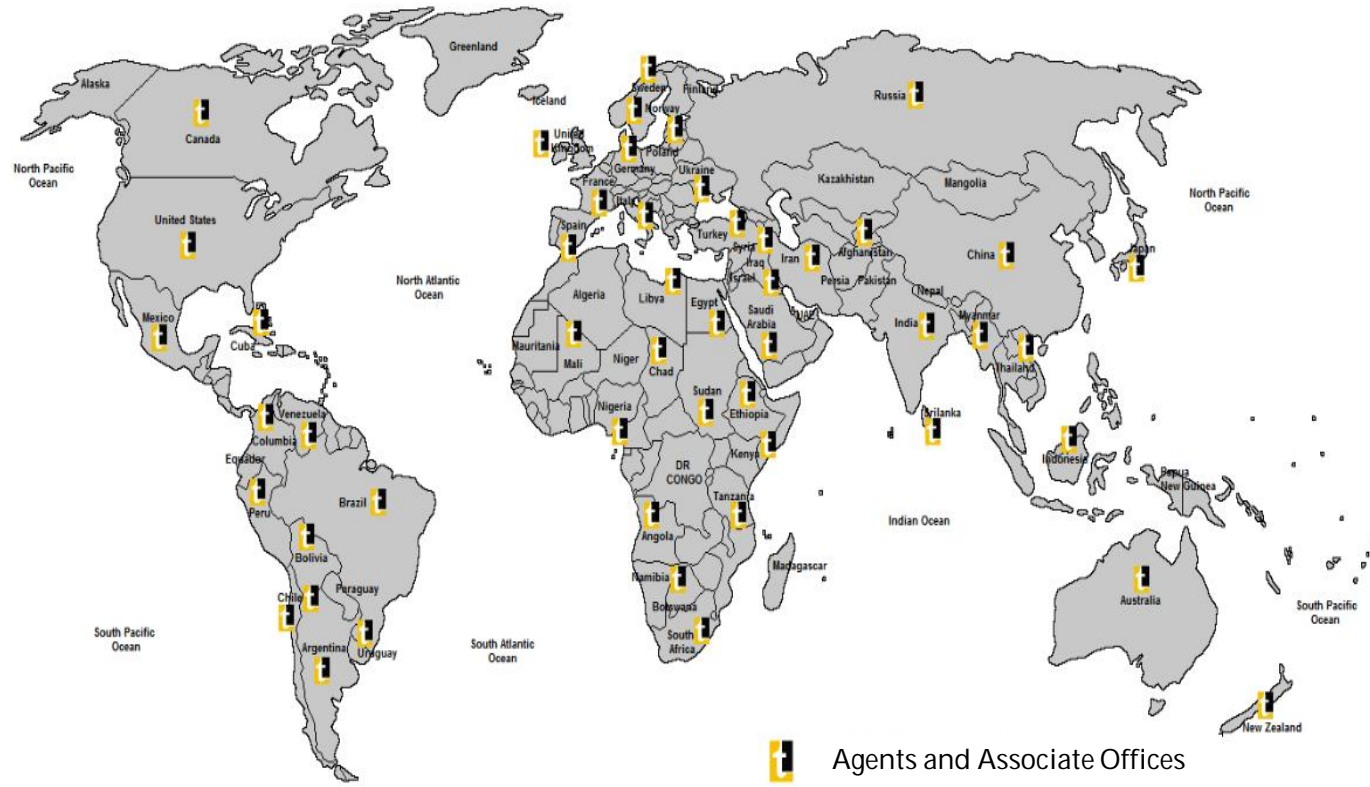 Greenland
Alaska
Canada
Iceland
Sweden
Finland
Norway
Russia
United
Kingdom
Poland
Germany
Ukraine
France
Italy
Spain
Kazakhstan
Mangolia
North Pacific
Ocean
North Pacific
Ocean
United States
North Atlantic
Ocean
Turkey
Syria
Iraq
Israel
Iran
Afghanistan
Persia
Pakistan
China
Japan
Nepal
Algeria
Libya
Egypt
Saudi
Arabia
UAE
India
Myanmar
Thailand
Mexico
Cuba
Mauritania
Mali
Niger
Chad
Sudan
Nigeria
Ethiopia
Srilanka
Venezuela
Columbia
Equador
Kenya
Indonesia
DR
CONGO
Papua
New Guinea
Peru
Brazil
Tanzania
Angola
Indian Ocean
Bolivia
Madagascar
Namibia
Botswana
Paraguay
Chile
Australia
South Pacific
Ocean
South Pacific
Ocean
South Atlantic
Ocean
South
Africa
Argentina
Uruguay
New Zealand
t Agents and Associate Offices